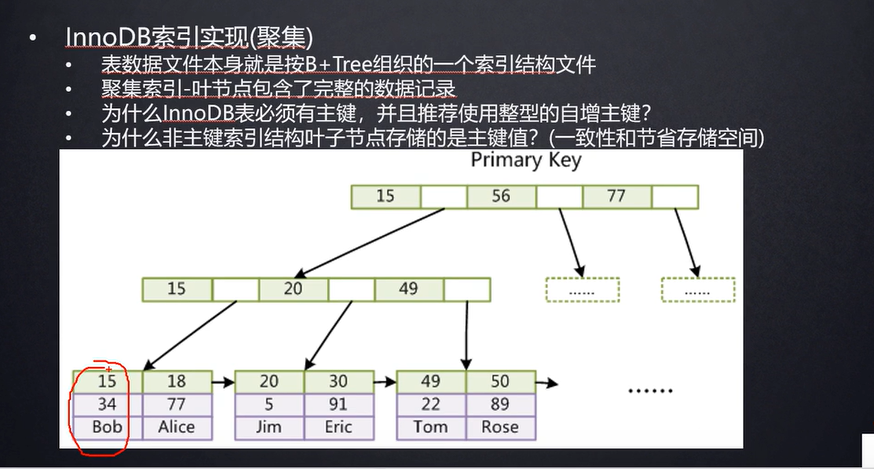 InnoDB索引实现(聚集)
表数据文件本身就是按B+Tree组织的一个索引结构文件
聚集索引-叶节点包含了完整的数据记录
为什么InnoDB表必须有主键，并且推荐使用整型的自增主键？
为什么非主键索引结构叶子节点存储的是主键值？(一致性和节省存储空间)
Primary Key
15 56 77
15 20 49 ...... ......
15 18 20 30 49 50
34 77 5 91 22 89 ......
Bob Alice Jim Eric Tom Rose